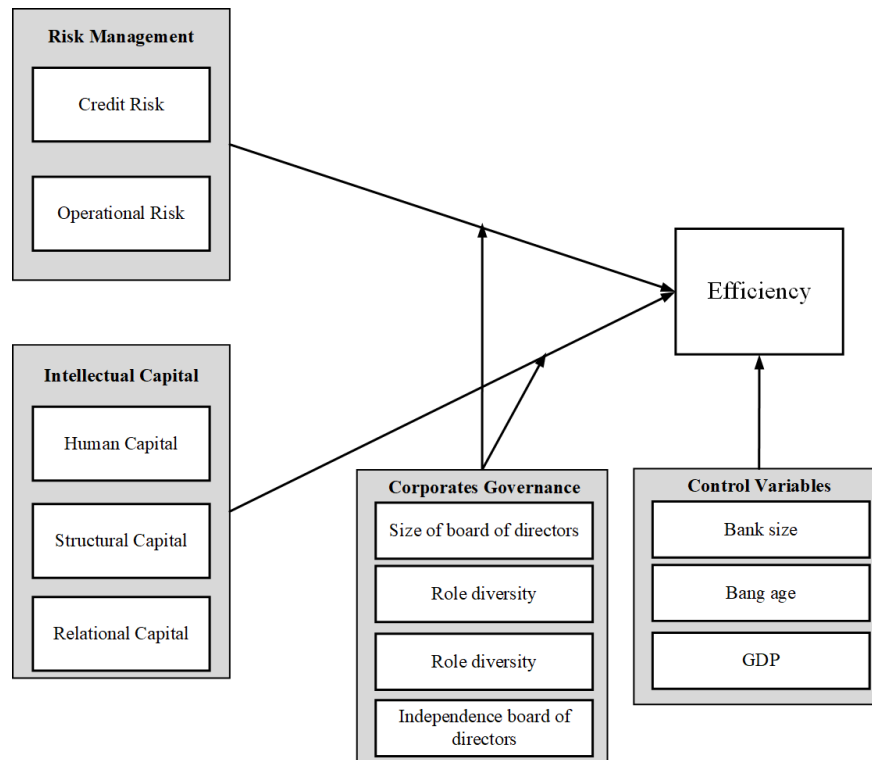 Risk Management
Credit Risk
Operational Risk
Efficiency
Intellectual Capital
Human Capital
Structural Capital
Relational Capital
Corporates Governance
Size of board of directors
Role diversity
Role diversity
Independence board of
directors
Control Variables
Bank size
Bang age
GDP